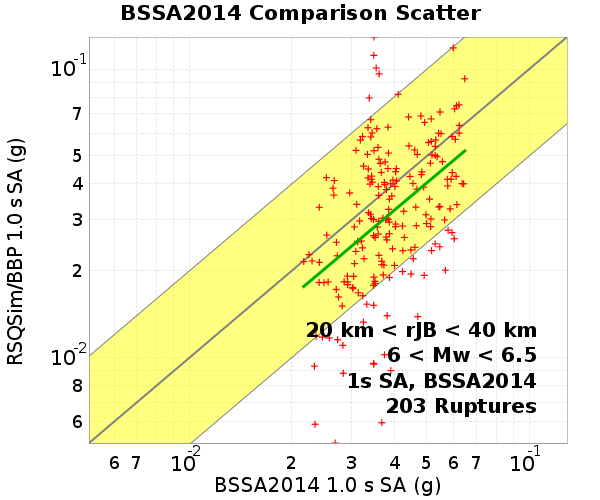 BSSA2014 Comparison Scatter
RSQSim/BBP 1.0 s SA (g)
10-1
7
5
4
3
2
10-2
8
6
20 km < rJB < 40 km
6 < Mw < 6.5
1s SA, BSSA2014
203 Ruptures
6 7 10-2 2 3 4 5 6 7 10-1
BSSA2014 1.0 s SA (g)